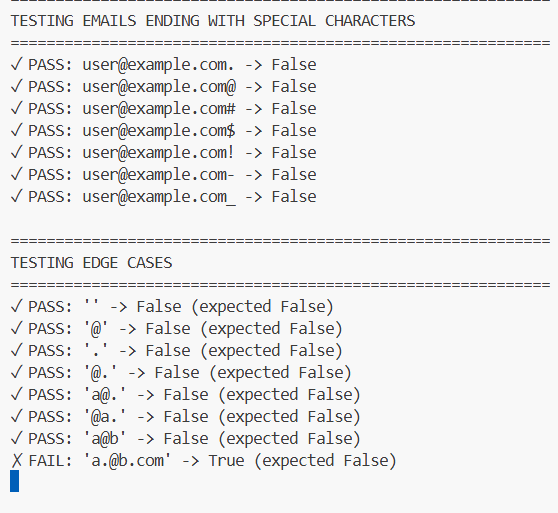 ============================================================
TESTING EMAILS ENDING WITH SPECIAL CHARACTERS
============================================================
✓ PASS: user@example.com. -> False
✓ PASS: user@example.com@ -> False
✓ PASS: user@example.com# -> False
✓ PASS: user@example.com$ -> False
✓ PASS: user@example.com! -> False
✓ PASS: user@example.com- -> False
✓ PASS: user@example.com_ -> False
============================================================
TESTING EDGE CASES
============================================================
✓ PASS: '' -> False (expected False)
✓ PASS: '@' -> False (expected False)
✓ PASS: '.' -> False (expected False)
✓ PASS: '@.' -> False (expected False)
✓ PASS: 'a@.' -> False (expected False)
✓ PASS: '@a.' -> False (expected False)
✓ PASS: 'a@b' -> False (expected False)
✗ FAIL: 'a.@b.com' -> True (expected False)